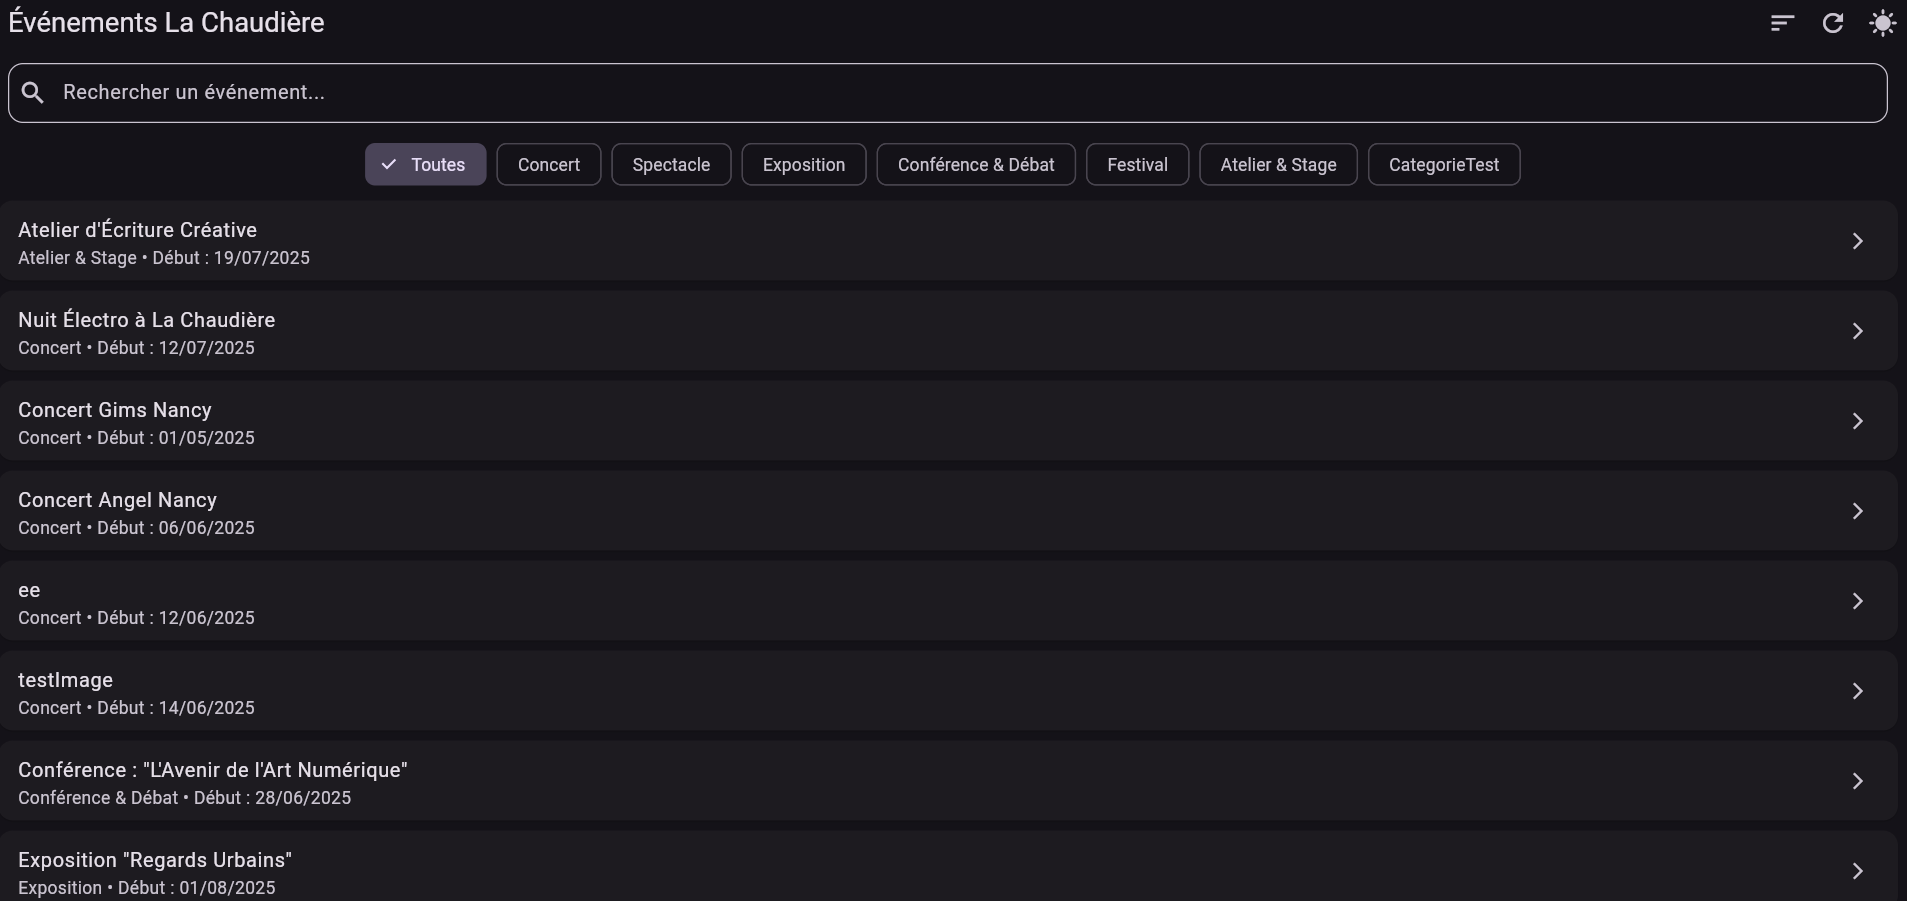 Événements La Chaudière
Rechercher un événement...
Toutes Concert Spectacle Exposition Conférence & Débat Festival Atelier & Stage CategorieTest
Atelier d'Écriture Créative
Atelier & Stage • Début : 19/07/2025
Nuit Électro à La Chaudière
Concert • Début : 12/07/2025
Concert Gims Nancy
Concert • Début : 01/05/2025
Concert Angel Nancy
Concert • Début : 06/06/2025
ee
Concert • Début : 12/06/2025
testImage
Concert • Début : 14/06/2025
Conférence : "L'Avenir de l'Art Numérique"
Conférence & Débat • Début : 28/06/2025
Exposition "Regards Urbains"
Exposition • Début : 01/08/2025